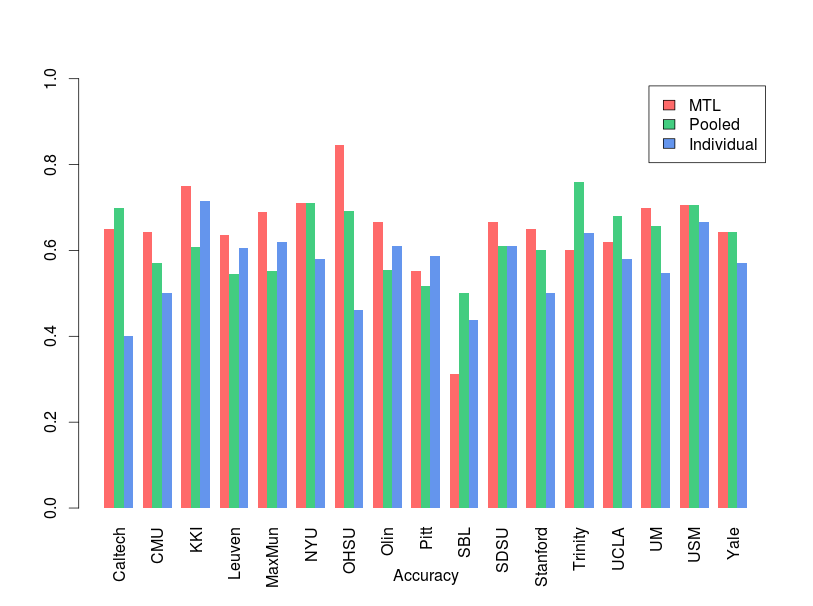 1.0
0.8
0.6
0.4
0.2
0.0
MTL
Pooled
Individual
Caltech
CMU
KKI
Leuven
MaxMun
NYU
OHSU
Olin
Pitt
SBL
SDSU
Stanford
Trinity
UCLA
UM
USM
Yale
Accuracy